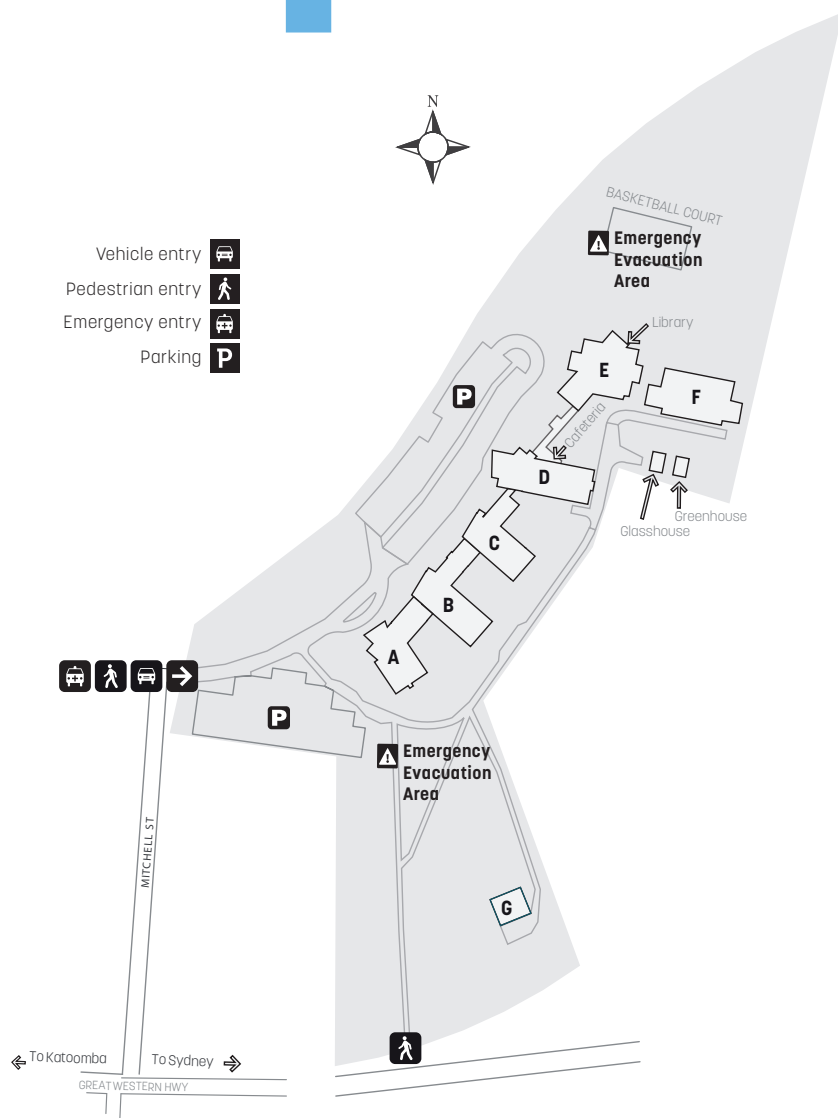 N
BASKETBALL COURT
Emergency
Evacuation
Area
Vehicle entry
Pedestrian entry
Emergency entry
Parking P
Library
E
F
P
Cafeteria
D
Greenhouse
Glasshouse
C
B
A
P
Emergency
Evacuation
Area
MITCHELL ST
G
To Katoomba
To Sydney
GREAT WESTERN HWY